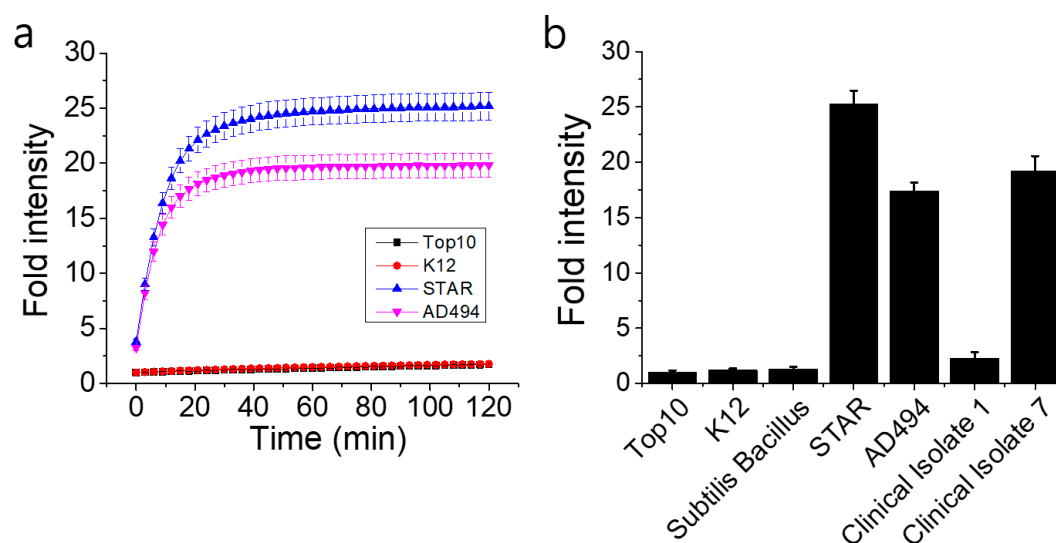 a
30
25
20
15
10
5
0
Fold intensity
Top10
K12
STAR
AD494
0 20 40 60 80 100 120
Time (min)
b
30
25
20
15
10
5
0
Fold intensity
Top10
K12
Subtilis Bacillus
STAR
AD494
Clinical Isolate 1
Clinical Isolate 7